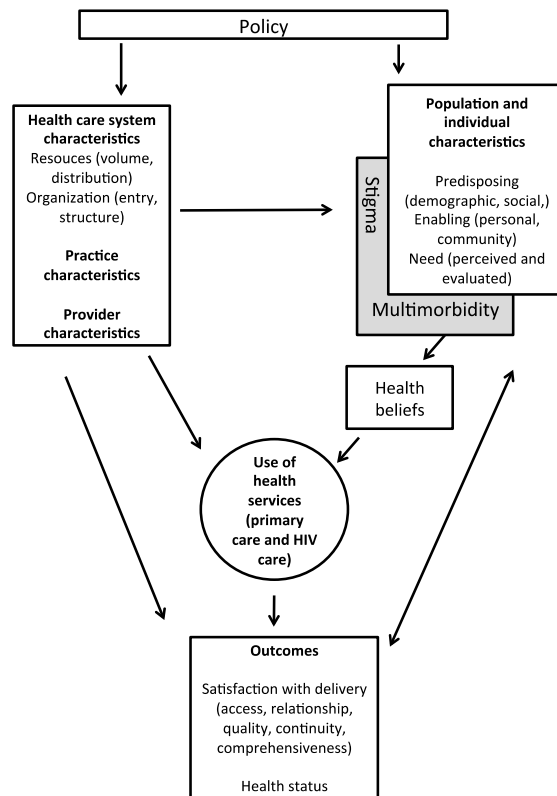 Policy
Health care system
characteristics
Resouces (volume,
distribution)
Organization (entry,
structure)
Practice
characteristics
Provider
characteristics
Population and
individual
characteristics
Predisposing
(demographic, social,)
Enabling (personal,
community)
Need (perceived and
evaluated)
Stigma
Multimorbidity
Health
beliefs
Use of
health
services
(primary
care and HIV
care)
Outcomes
Satisfaction with delivery
(access, relationship,
quality, continuity,
comprehensiveness)
Health status